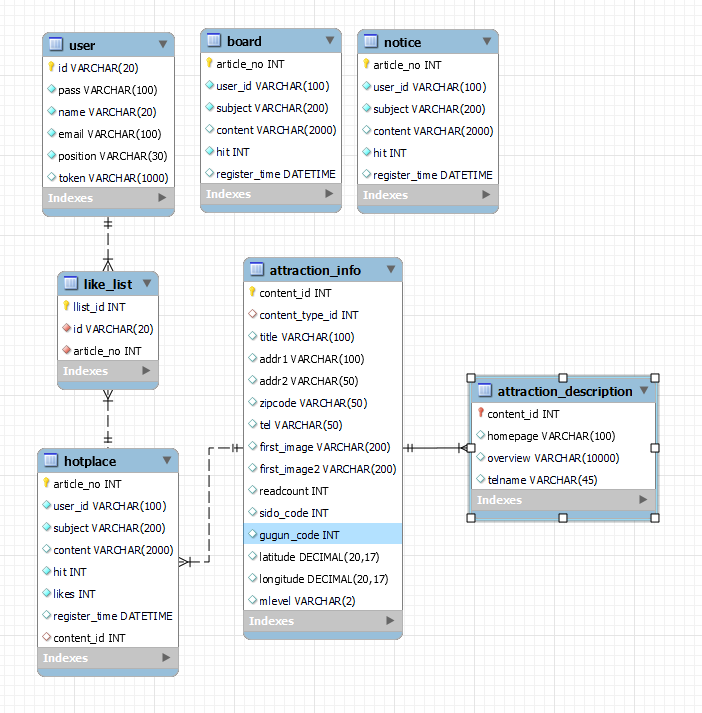 user
id VARCHAR(20)
pass VARCHAR(100)
name VARCHAR(20)
email VARCHAR(100)
position VARCHAR(30)
token VARCHAR(1000)
Indexes
board
article_no INT
user_id VARCHAR(100)
subject VARCHAR(200)
content VARCHAR(2000)
hit INT
register_time DATETIME
Indexes
notice
article_no INT
user_id VARCHAR(100)
subject VARCHAR(200)
content VARCHAR(2000)
hit INT
register_time DATETIME
Indexes
like_list
llist_id INT
id VARCHAR(20)
article_no INT
Indexes
attraction_info
content_id INT
content_type_id INT
title VARCHAR(100)
addr1 VARCHAR(100)
addr2 VARCHAR(50)
zipcode VARCHAR(50)
tel VARCHAR(50)
first_image VARCHAR(200)
first_image2 VARCHAR(200)
readcount INT
sido_code INT
gugun_code INT
latitude DECIMAL(20,17)
longitude DECIMAL(20,17)
mlevel VARCHAR(2)
Indexes
attraction_description
content_id INT
homepage VARCHAR(100)
overview VARCHAR(10000)
telname VARCHAR(45)
Indexes
hotplace
article_no INT
user_id VARCHAR(100)
subject VARCHAR(200)
content VARCHAR(2000)
hit INT
likes INT
register_time DATETIME
content_id INT
Indexes